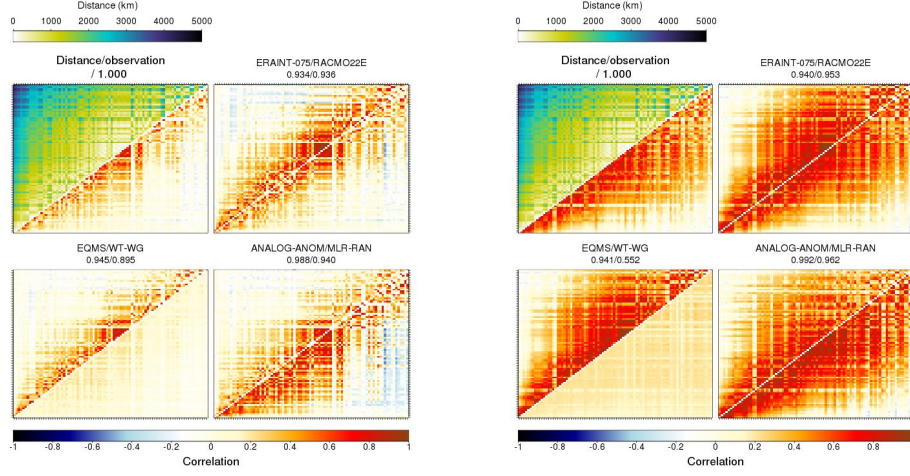 Distance (km)
0 1000 2000 3000 4000 5000
Distance/observation
/ 1.000
ERAINT-075/RACMO22E
0.934/0.936
EQMS/WT-WG
0.945/0.895
ANALOG-ANOM/MLR-RAN
0.988/0.940
-1 -0.8 -0.6 -0.4 -0.2 0 0.2 0.4 0.6 0.8 1
Correlation
Distance (km)
0 1000 2000 3000 4000 5000
Distance/observation
/ 1.000
ERAINT-075/RACMO22E
0.940/0.953
EQMS/WT-WG
0.941/0.552
ANALOG-ANOM/MLR-RAN
0.992/0.962
-1 -0.8 -0.6 -0.4 -0.2 0 0.2 0.4 0.6 0.8
Correlation